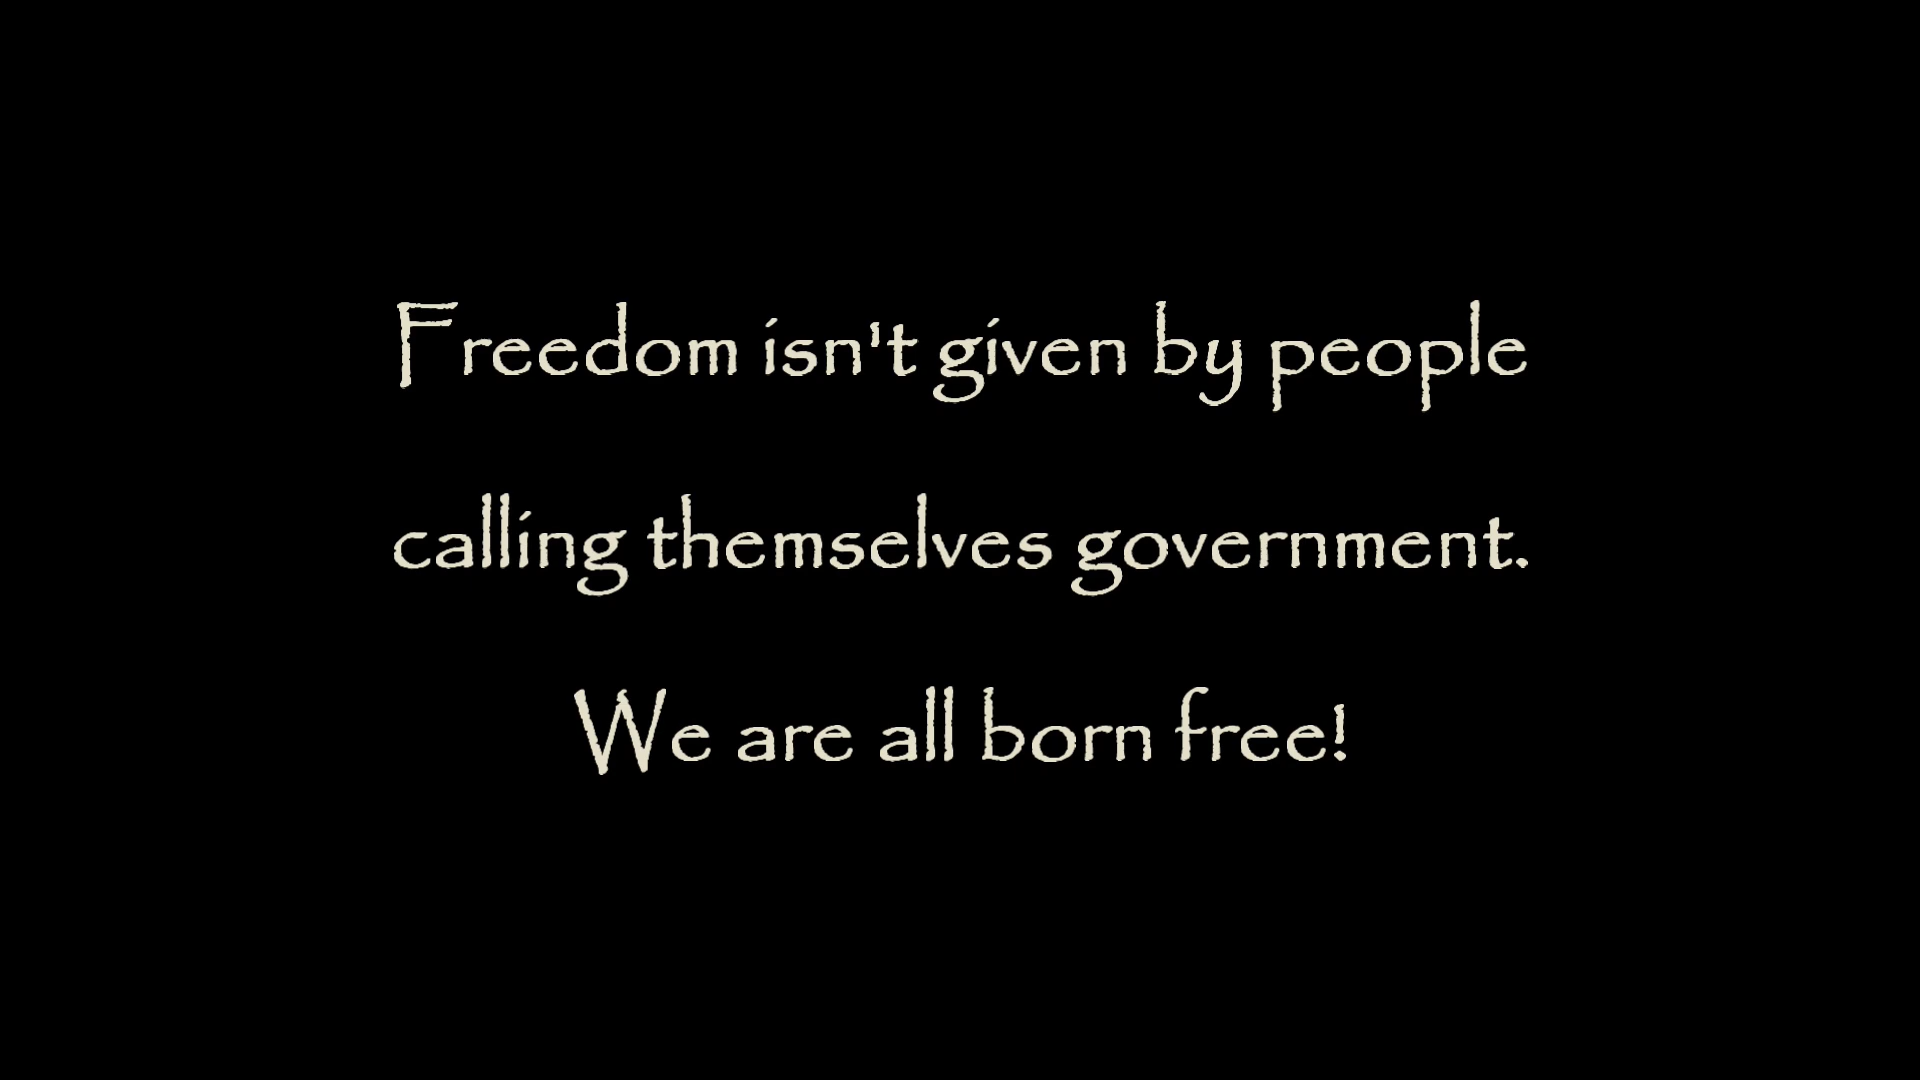 Freedom isn't given by people
calling themselves government.
We are all born free!